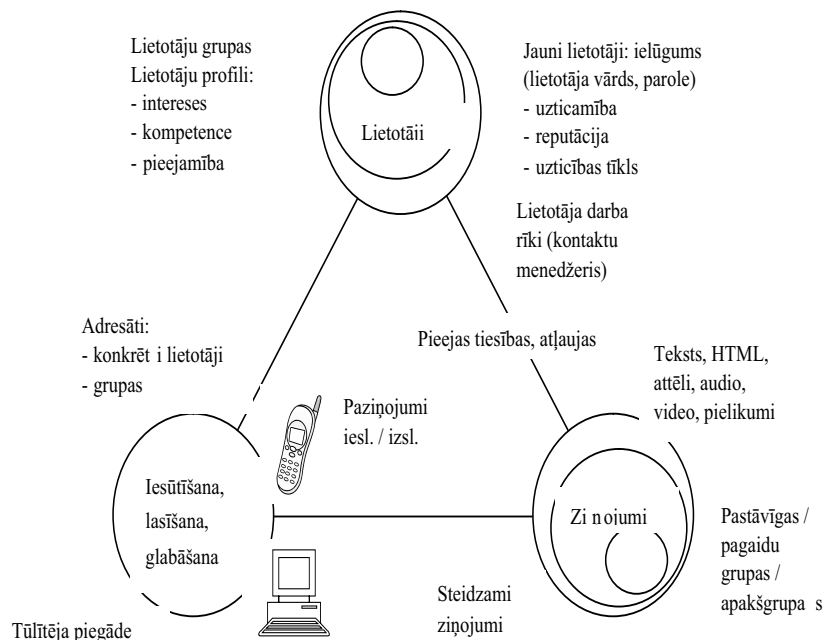 Lietotāju grupas
Lietotāju profili:
- intereses
- kompetence
- pieejamība
Lietotāji
Jauni lietotāji: ielūgums
(lietotāja vārds, parole)
- uzticamība
- reputācija
- uzticības tīkls
Lietotāja darba
rīki (kontaktu
menedžeris)
Adresāti:
- konkrēt i lietotāji
- grupas
Pieejas tiesības, atļaujas
Teksts, HTML,
attēli, audio,
video, pielikumi
Paziņojumi
iesl. / izsl.
Iesūtīšana,
lasīšana,
glabāšana
Zi ņojumi
Pastāvīgas /
pagaidu
grupas /
apakšgrupa s
Steidzami
ziņojumi
Tūlītēja piegāde